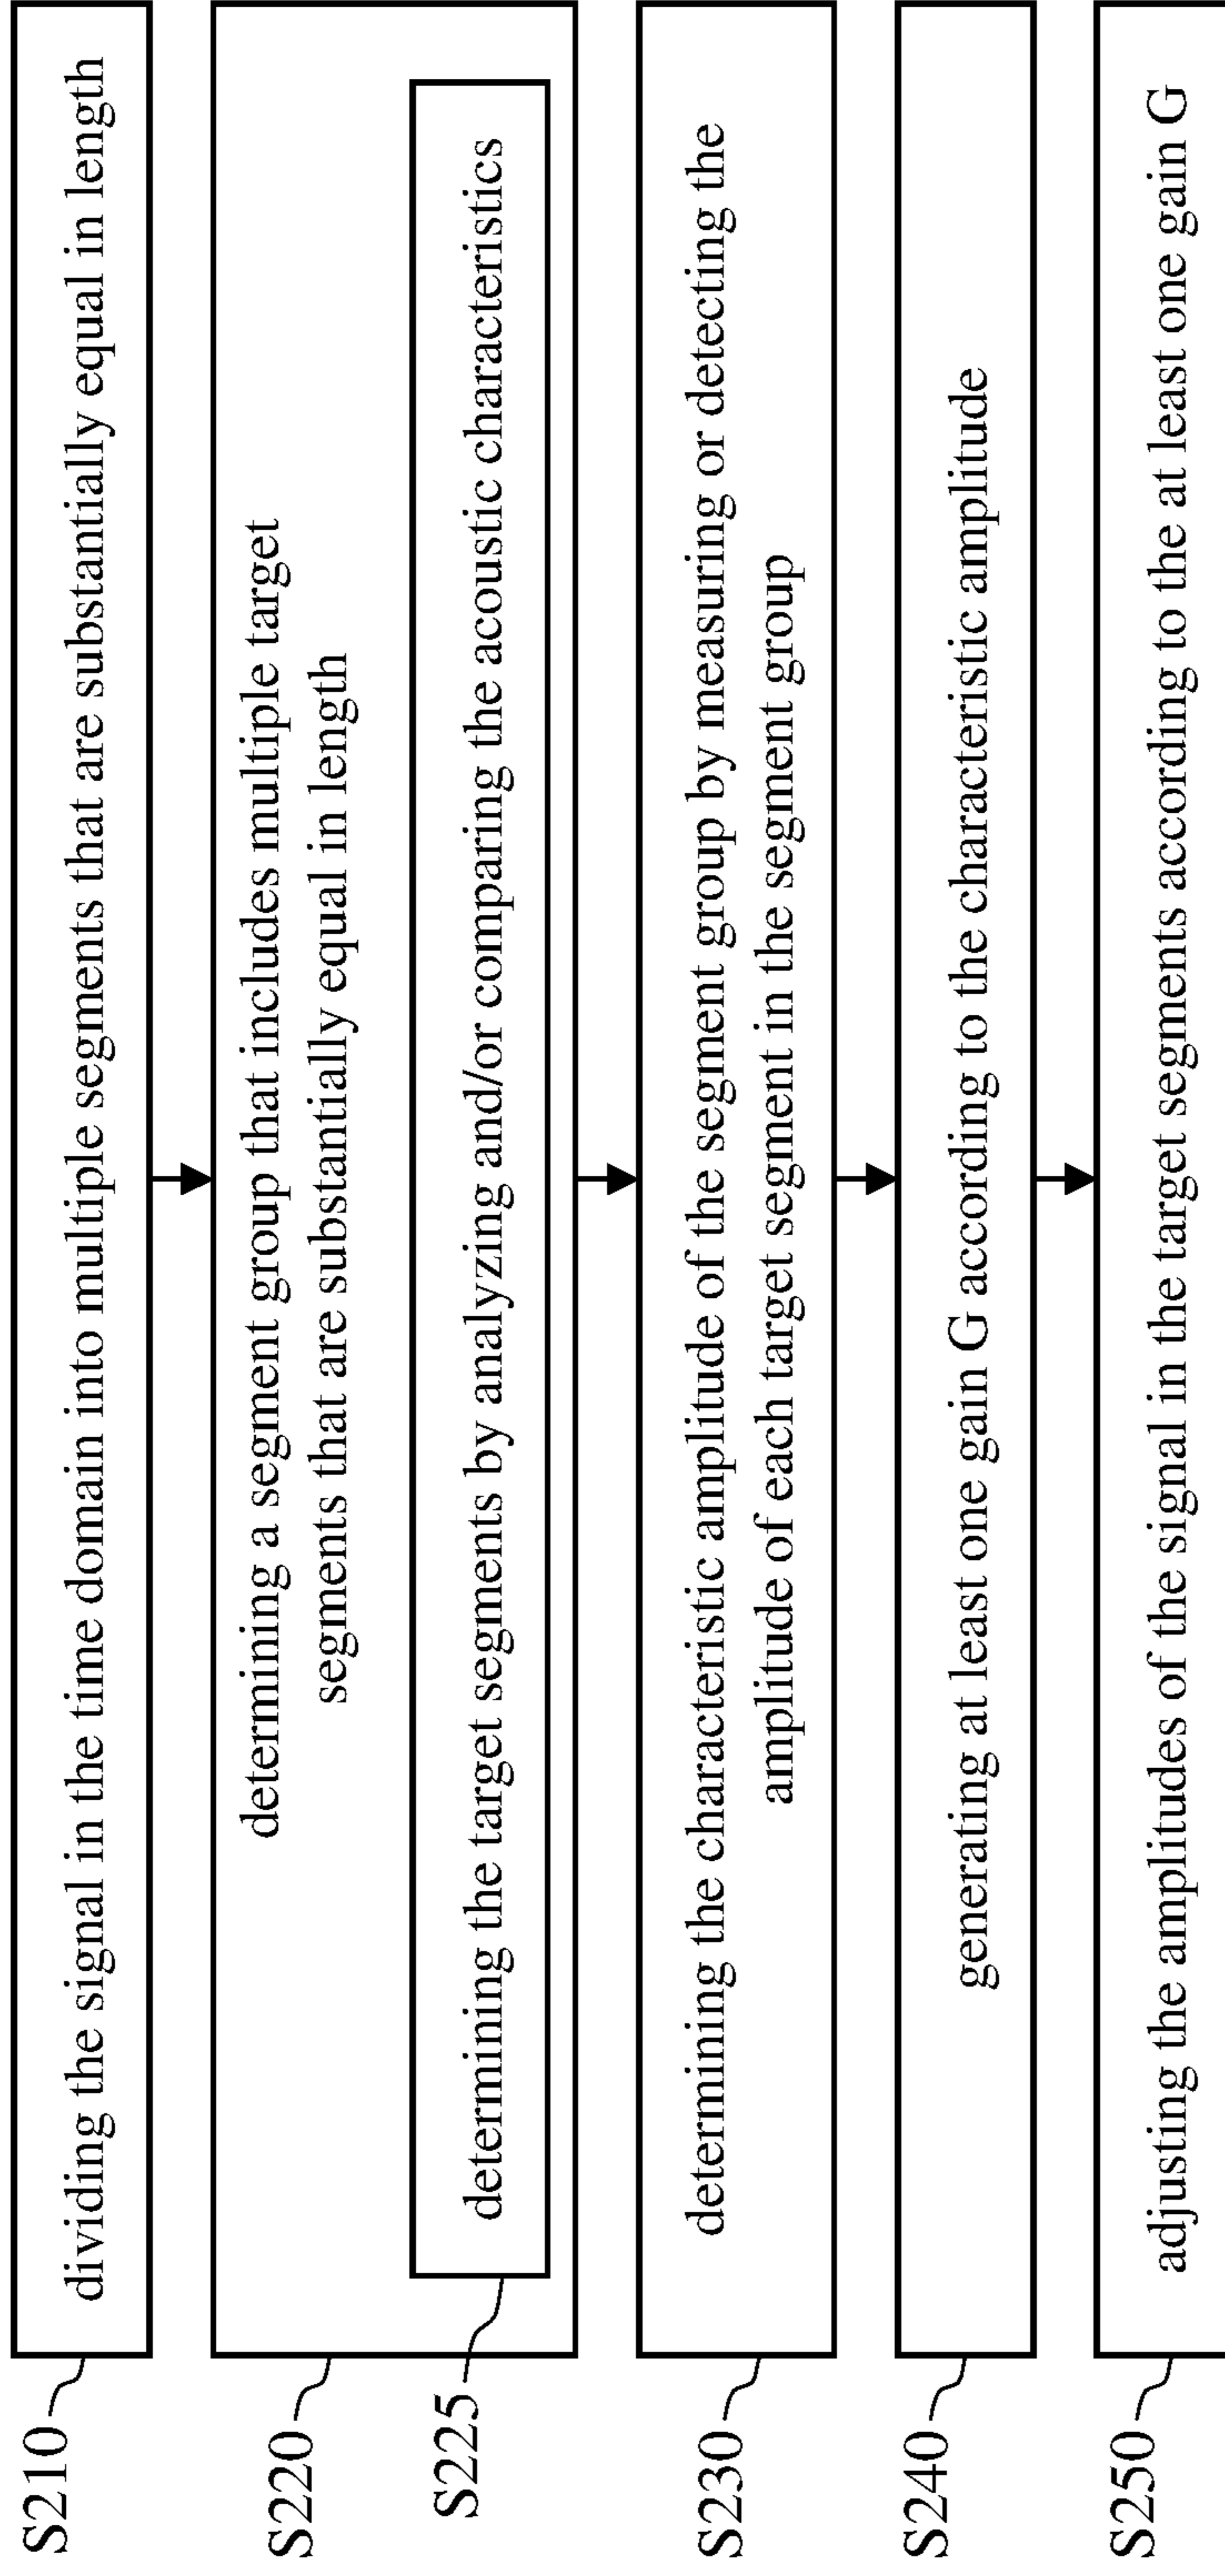 S210
dividing the signal in the time domain into multiple segments that are substantially equal in length
S220
determining a segment group that includes multiple target
segments that are substantially equal in length
S225
determining the target segments by analyzing and/or comparing the acoustic characteristics
S230
determining the characteristic amplitude of the segment group by measuring or detecting the
amplitude of each target segment in the segment group
S240
generating at least one gain G according to the characteristic amplitude
S250
adjusting the amplitudes of the signal in the target segments according to the at least one gain G